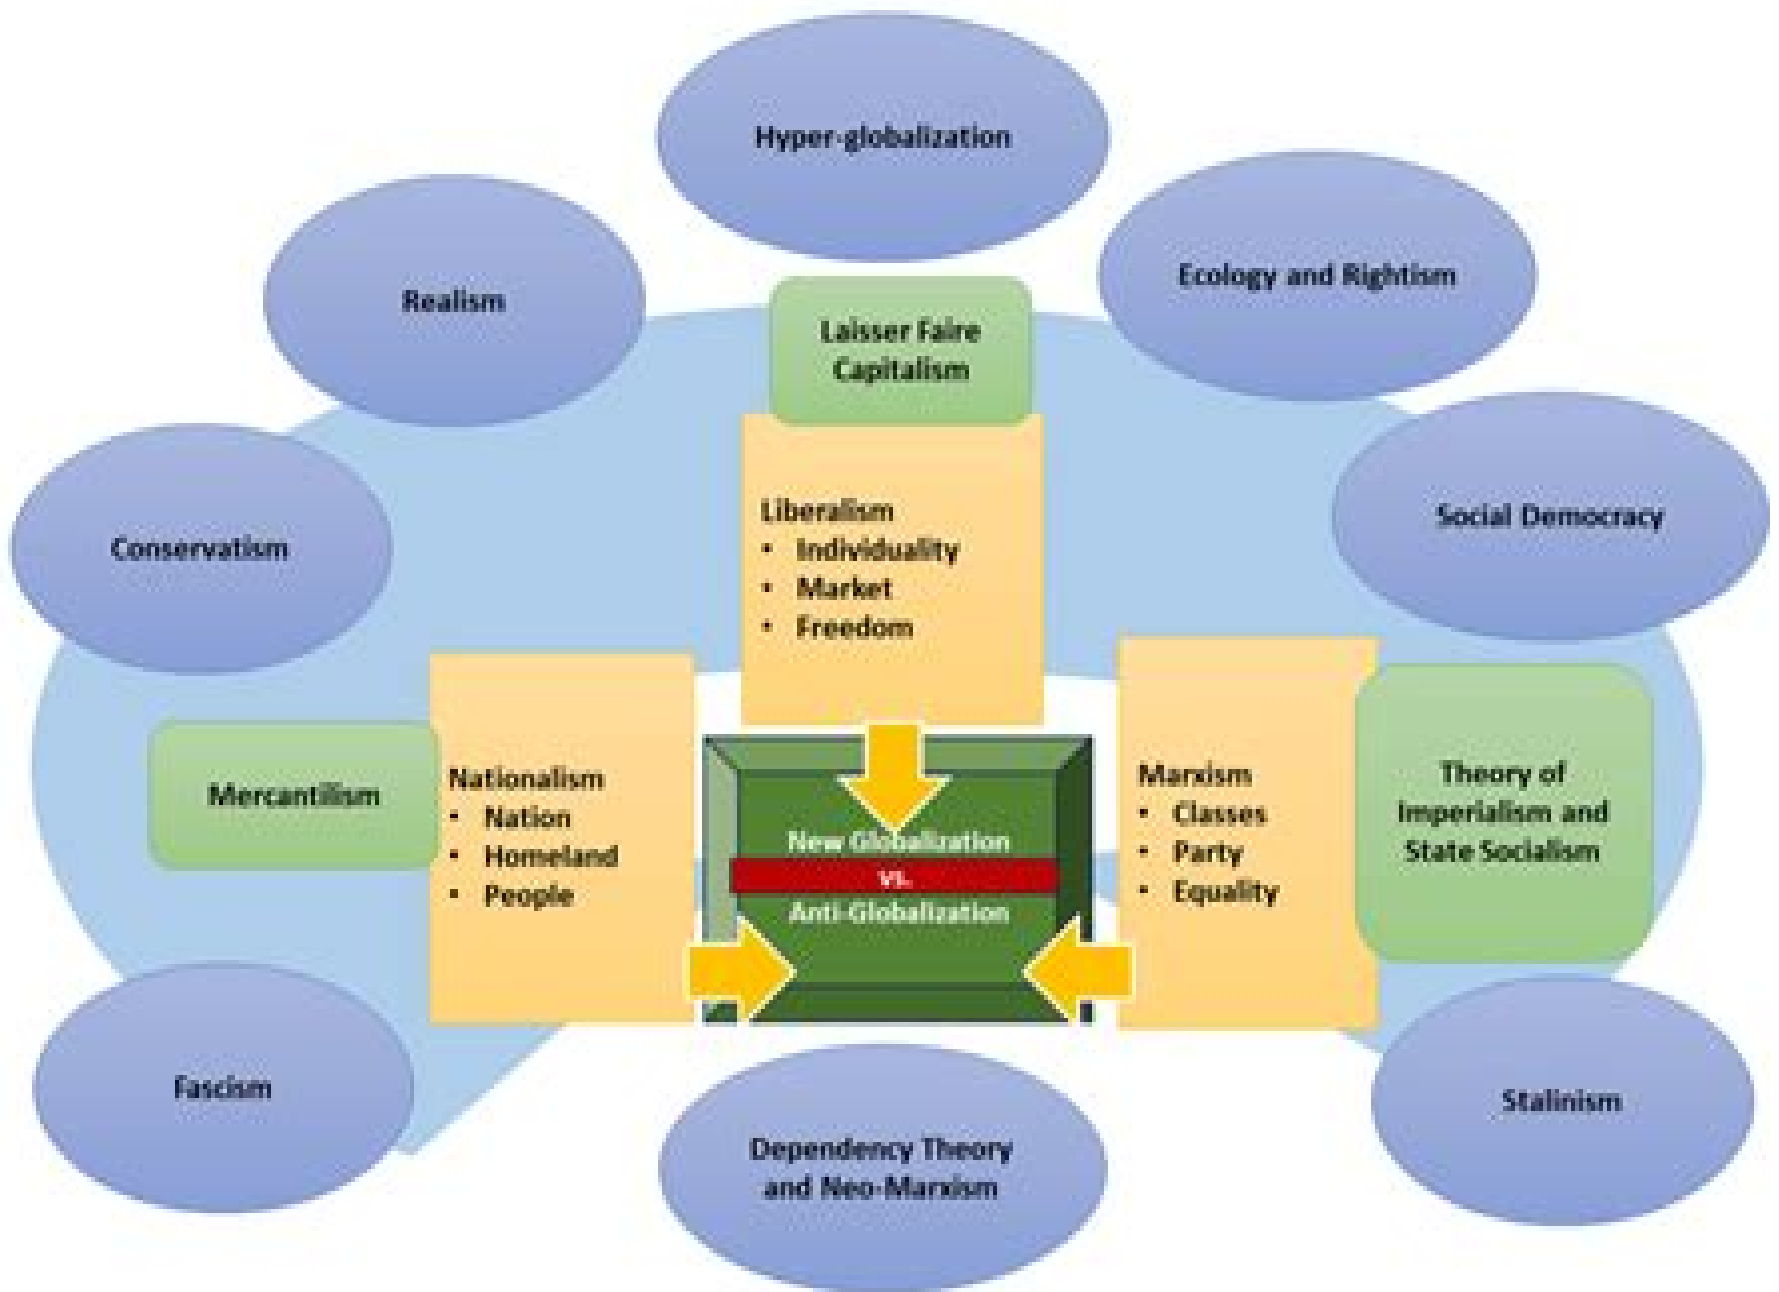 Hyper-globalization
Realism
Ecology and Rightism
Laisser Faire
Capitalism
Conservatism
Social Democracy
Liberalism
• Individuality
• Market
• Freedom
Mercantilism
Nationalism
• Nation
• Homeland
• People
New Globalization
vs.
Anti-Globalization
Marxism
• Classes
• Party
• Equality
Theory of
Imperialism and
State Socialism
Fascism
Dependency Theory
and Neo-Marxism
Stalinism